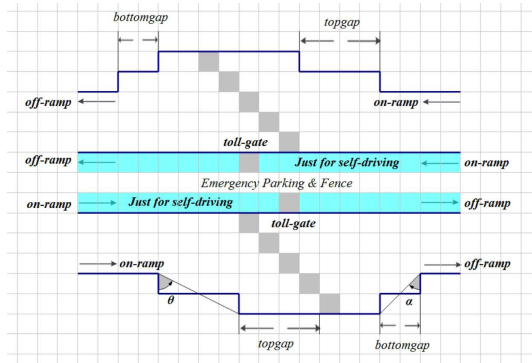 bottomgap
topgap
off-ramp
on-ramp
toll-gate
off-ramp
Just for self-driving
on-ramp
Emergency Parking & Fence
on-ramp
Just for self-driving
off-ramp
toll-gate
on-ramp
off-ramp
θ
α
topgap
bottomgap